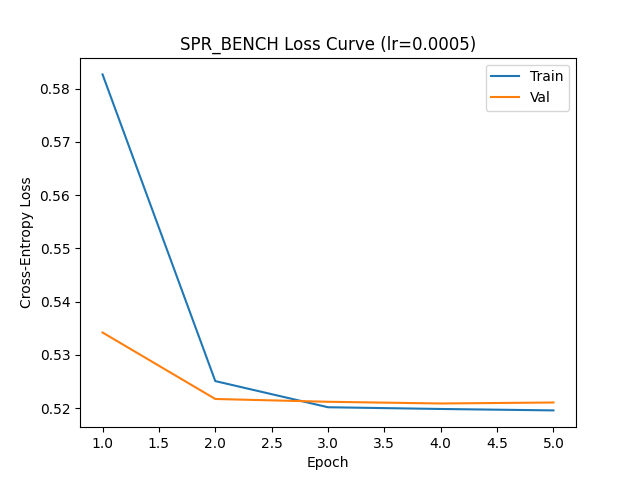 SPR_BENCH Loss Curve (lr=0.0005)
Train
Val
Cross-Entropy Loss
0.58
0.57
0.56
0.55
0.54
0.53
0.52
1.0 1.5 2.0 2.5 3.0 3.5 4.0 4.5 5.0
Epoch